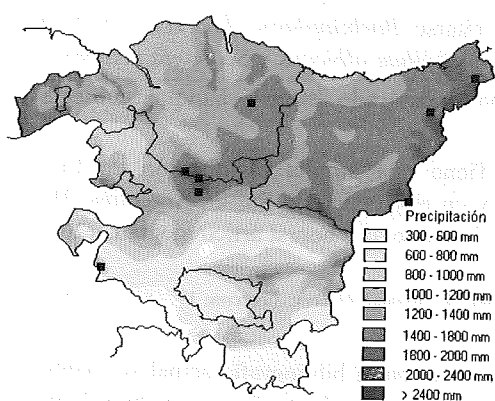 Precipitación
300 - 600 mm
600 - 800 mm
800 - 1000 mm
1000 - 1200 mm
1200 - 1400 mm
1400 - 1800 mm
1800 - 2000 mm
2000 - 2400 mm
> 2400 mm